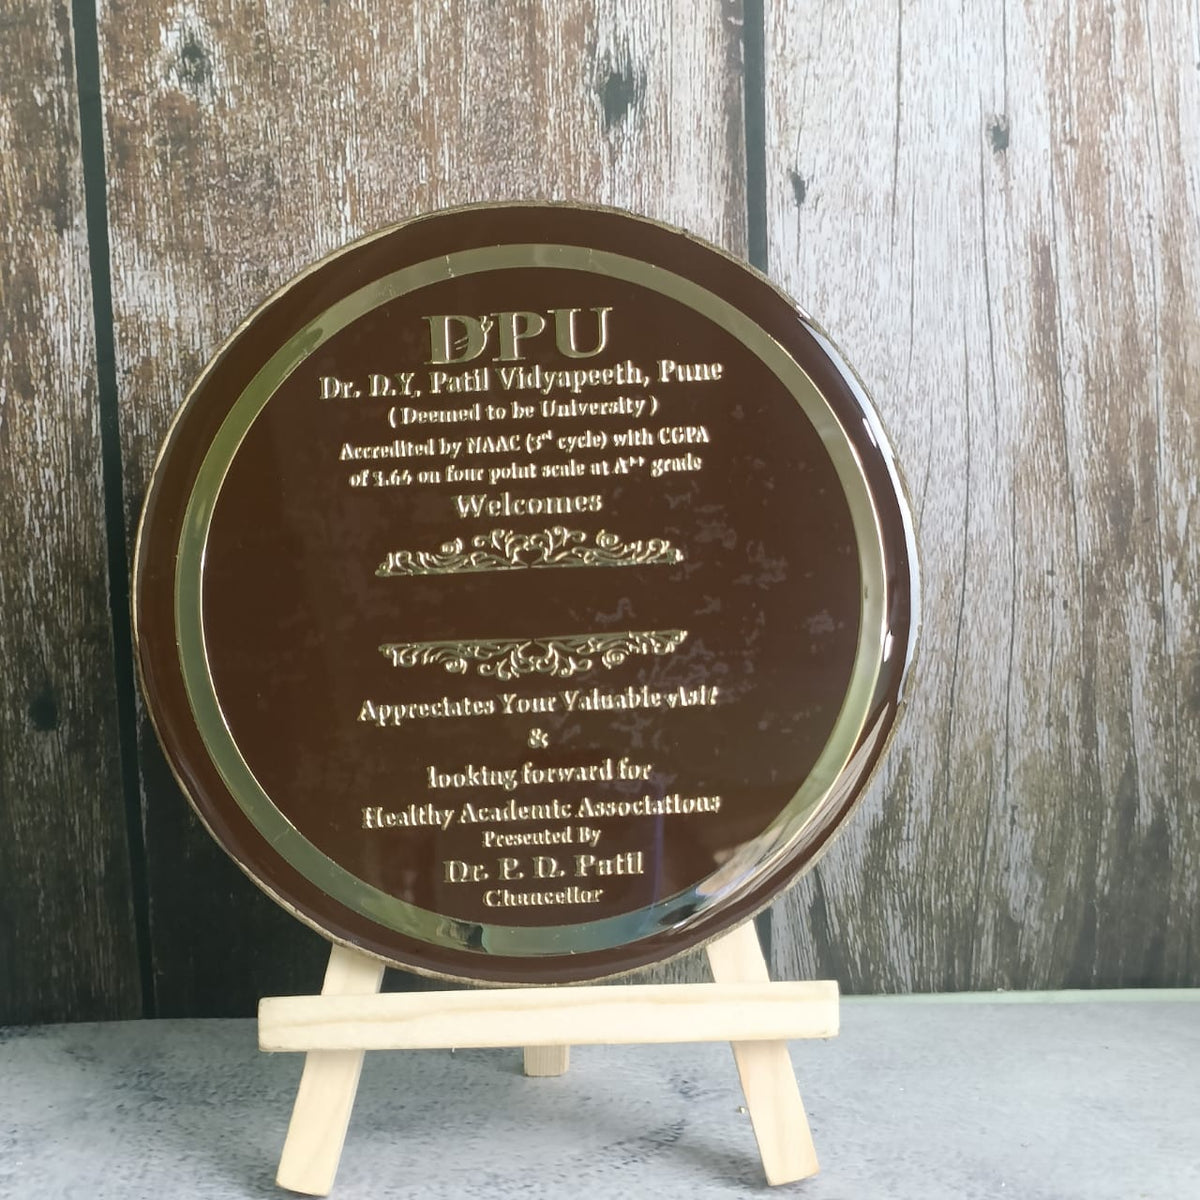 DPU
Dr. D.Y. Patil Vidyapeeth, Pune
( Deemed to be University )
Accredited by NAAC (3rd cycle) with CGPA
of 3.64 on four point scale at A++ grade
Welcomes
Appreciates Your Valuable visit
&
looking forward for
Healthy Academic Associations
Presented By
Dr. P. D. Patil
Chancellor